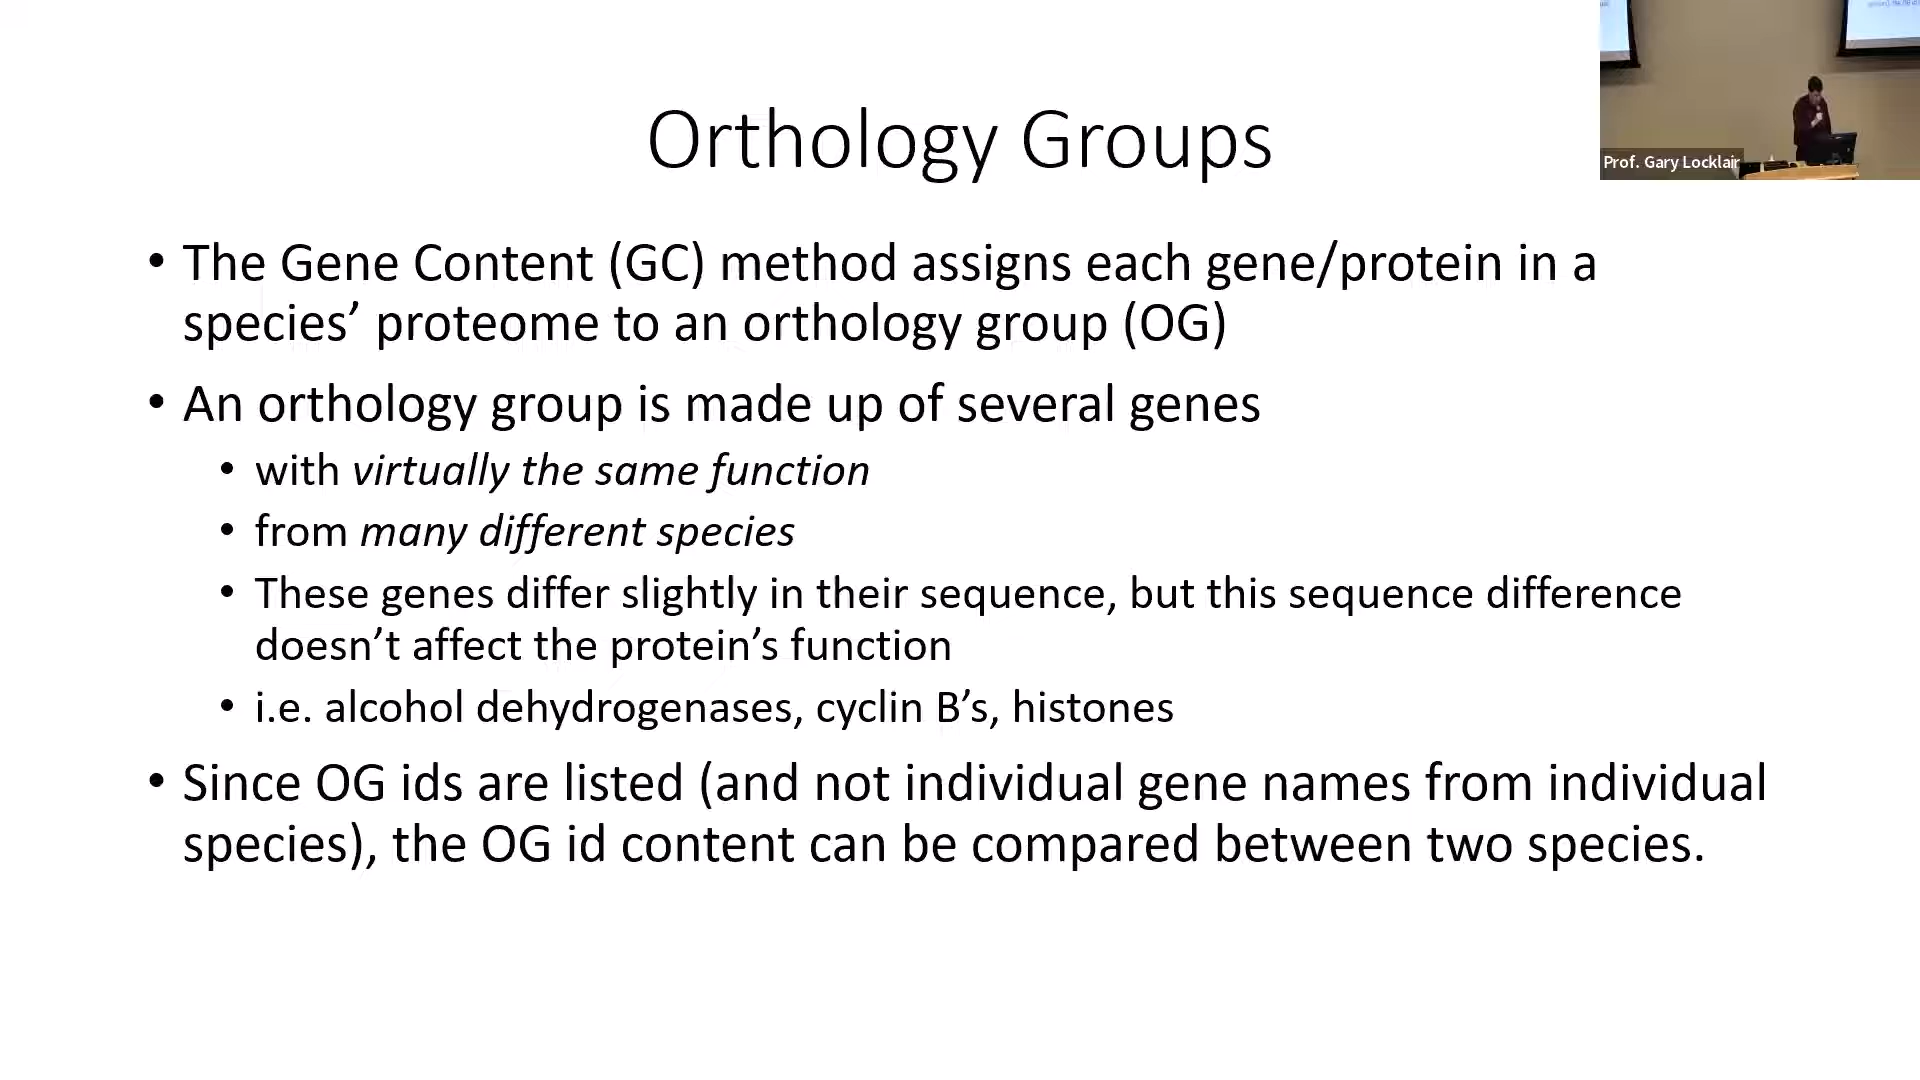 Orthology Groups
Prof. Gary Locklair
• The Gene Content (GC) method assigns each gene/protein in a
species’ proteome to an orthology group (OG)
• An orthology group is made up of several genes
• with virtually the same function
• from many different species
• These genes differ slightly in their sequence, but this sequence difference
doesn’t affect the protein’s function
• i.e. alcohol dehydrogenases, cyclin B’s, histones
• Since OG ids are listed (and not individual gene names from individual
species), the OG id content can be compared between two species.